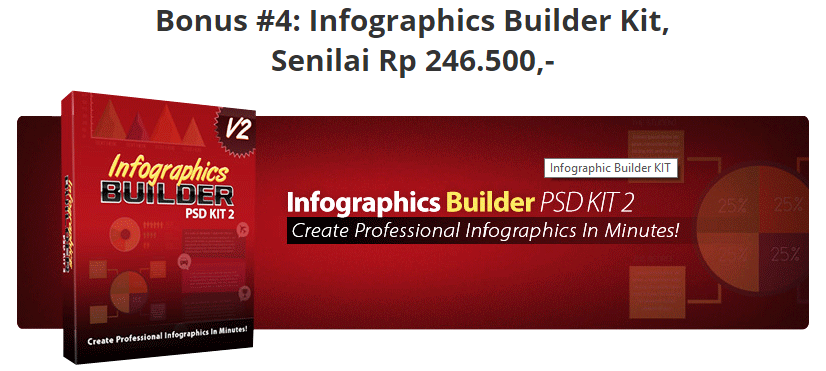 Bonus #4: Infographics Builder Kit,
Senilai Rp 246.500,-
V2
Infographics
BUILDER
PSD KIT 2
Create Professional Infographics In Minutes!
Infographic Builder KIT
Infographics Builder PSD KIT 2
Create Professional Infographics In Minutes!
25%
25%
25%